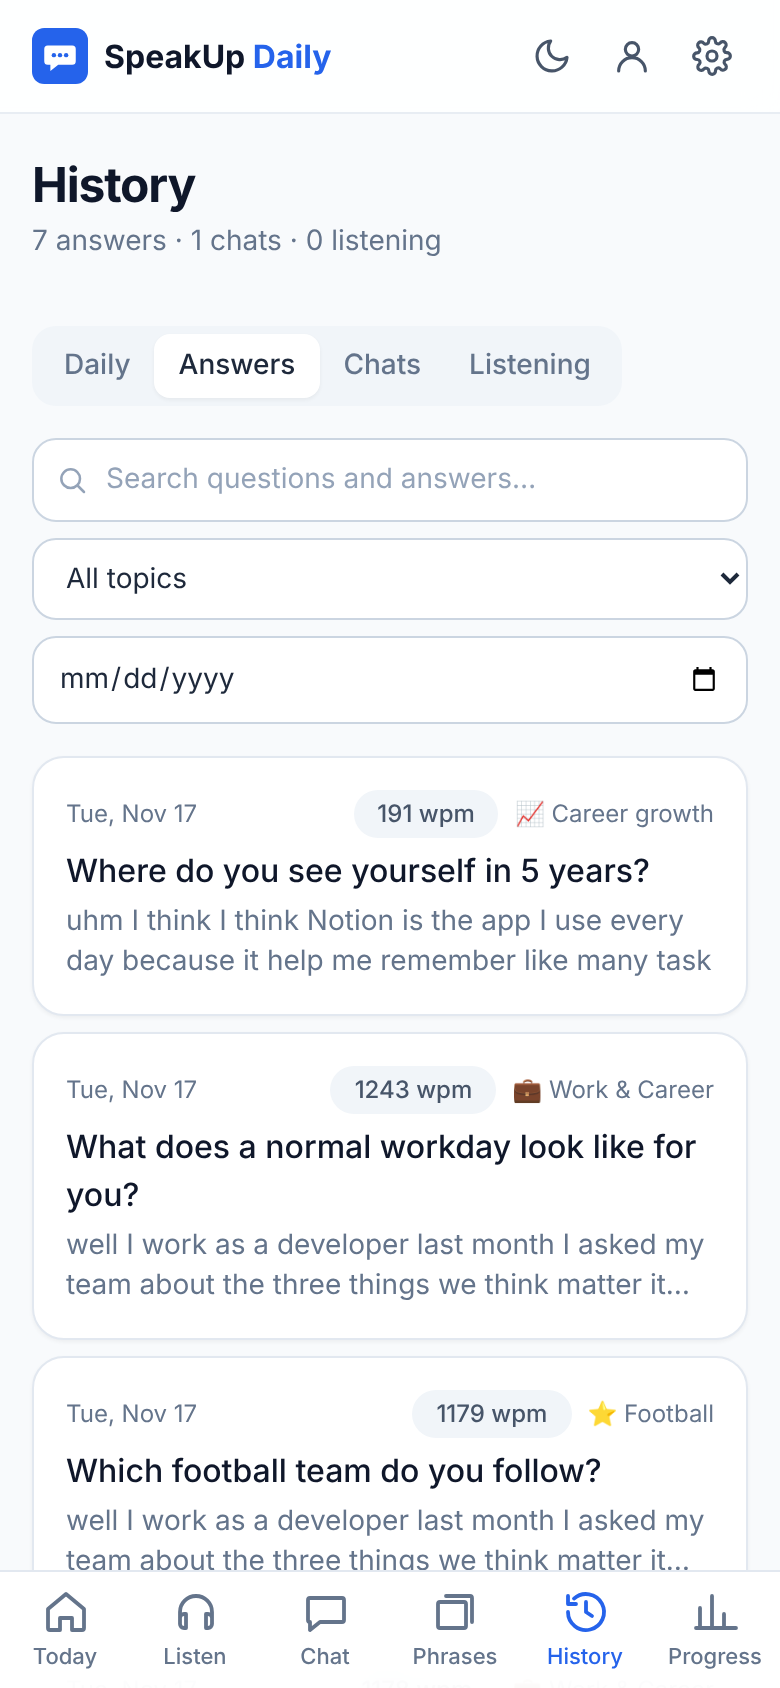 SpeakUp Daily
History
7 answers · 1 chats · 0 listening
Daily Answers Chats Listening
Search questions and answers...
All topics
mm/dd/yyyy
Tue, Nov 17 191 wpm 📈 Career growth
Where do you see yourself in 5 years?
uhm I think I think Notion is the app I use every
day because it help me remember like many task
Tue, Nov 17 1243 wpm 💼 Work & Career
What does a normal workday look like for
you?
well I work as a developer last month I asked my
team about the three things we think matter it...
Tue, Nov 17 1179 wpm ⭐ Football
Which football team do you follow?
well I work as a developer last month I asked my
team about the three things we think matter it...
Today Listen Chat Phrases History Progress